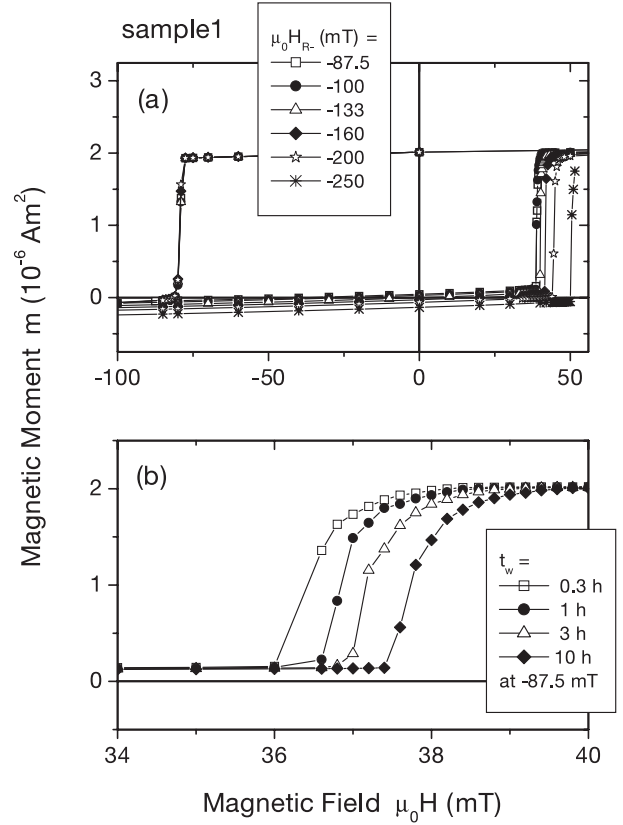 sample1
μ₀H_R- (mT) =
-87.5
-100
-133
-160
-200
-250
(a)
3
2
1
0
-100
-50
0
50
Magnetic Moment m (10⁻⁶ Am²)
(b)
2
1
0
t_w =
0.3 h
1 h
3 h
10 h
at -87.5 mT
34
36
38
40
Magnetic Field μ₀H (mT)